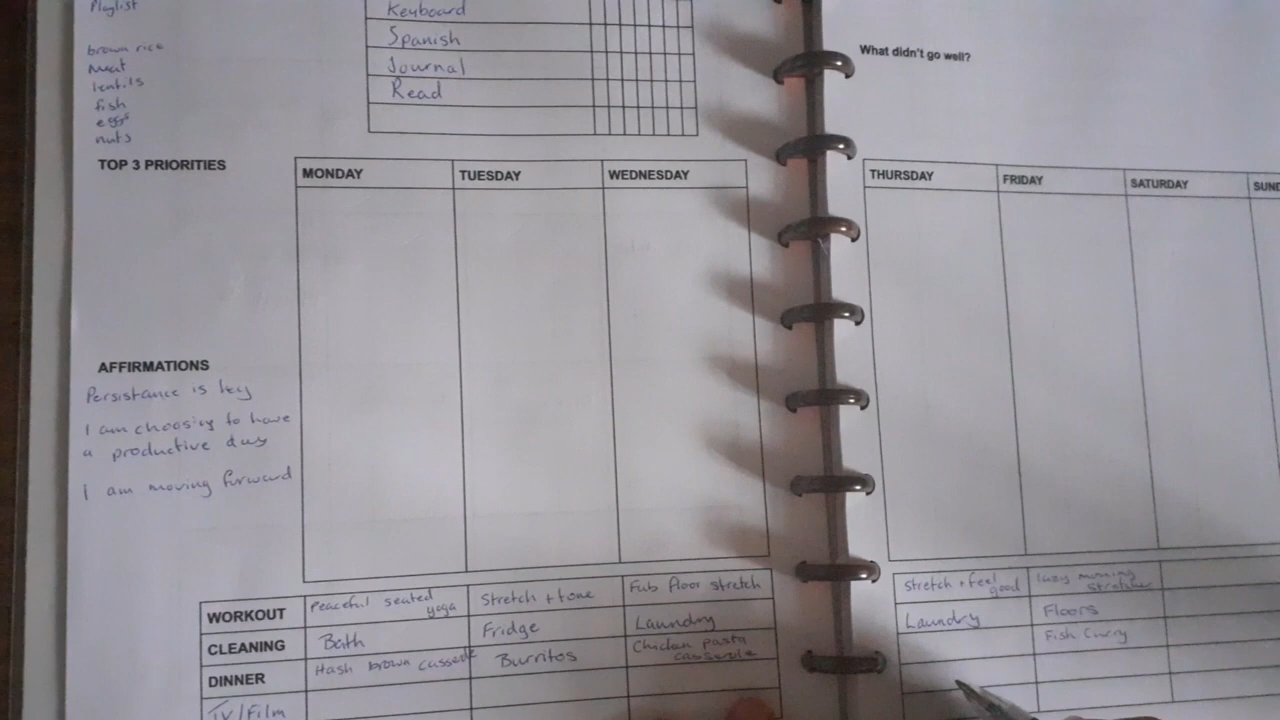 Playlist
brown rice
meat
lentils
fish
eggs
nuts
Keyboard
Spanish
Journal
Read
What didn't go well?
TOP 3 PRIORITIES
MONDAY
TUESDAY
WEDNESDAY
THURSDAY
FRIDAY
SATURDAY
SUND
AFFIRMATIONS
Persistance is key
I am choosing to have
a productive day
I am moving forward
WORKOUT
Peaceful seated
yoga
Stretch + tone
Fab floor stretch
Stretch + feel
good
lazy morning
CLEANING
Bath
Fridge
Laundry
Laundry
Floors
DINNER
Hash brown
Burritos
Chicken pasta
casserole
Fish Curry
TV/Film